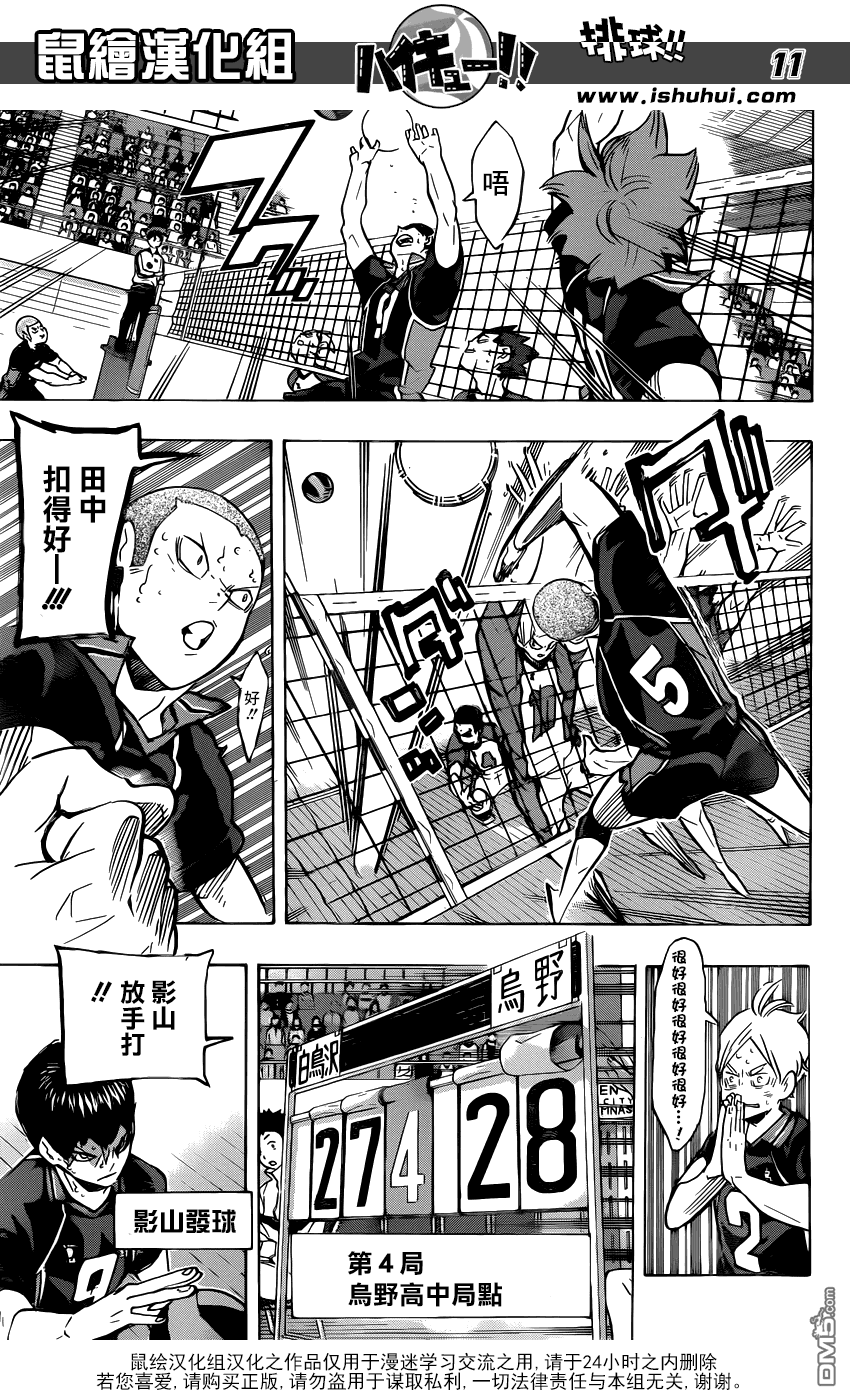 鼠繪漢化組
ハイキュー!!
排球!!
11
www.ishuhui.com
唔
9
田中
扣得好ー!!!
好!!
5
10
很好很好很好很好很好…!
2
烏野
白鳥沢
27
4
28
第4局
烏野高中局點
影山
放手打
!!
影山發球
9
鼠绘汉化组汉化之作品仅用于漫迷学习交流之用, 请于24小时之内删除
若您喜爱, 请购买正版, 请勿盗用于谋取私利, 一切法律责任与本组无关, 谢谢。
DM5.com